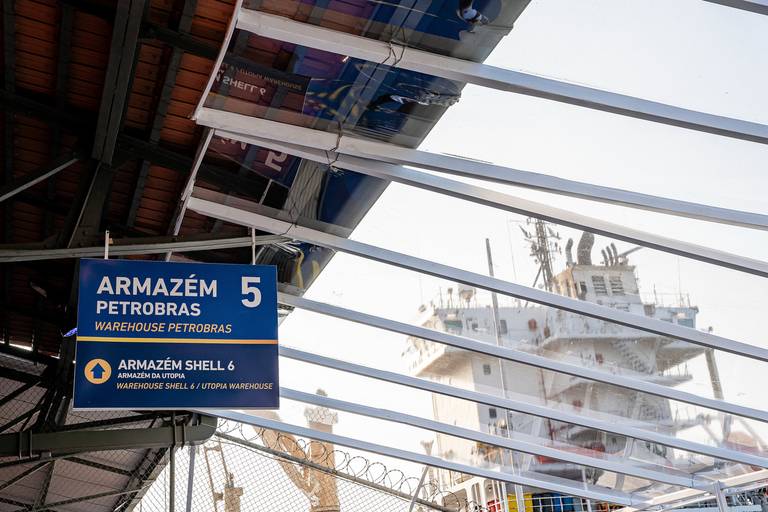 ARMAZÉM 5
PETROBRAS
WAREHOUSE PETROBRAS
ARMAZÉM SHELL 6
ARMAZÉM DA UTOPIA
WAREHOUSE SHELL 6 / UTOPIA WAREHOUSE